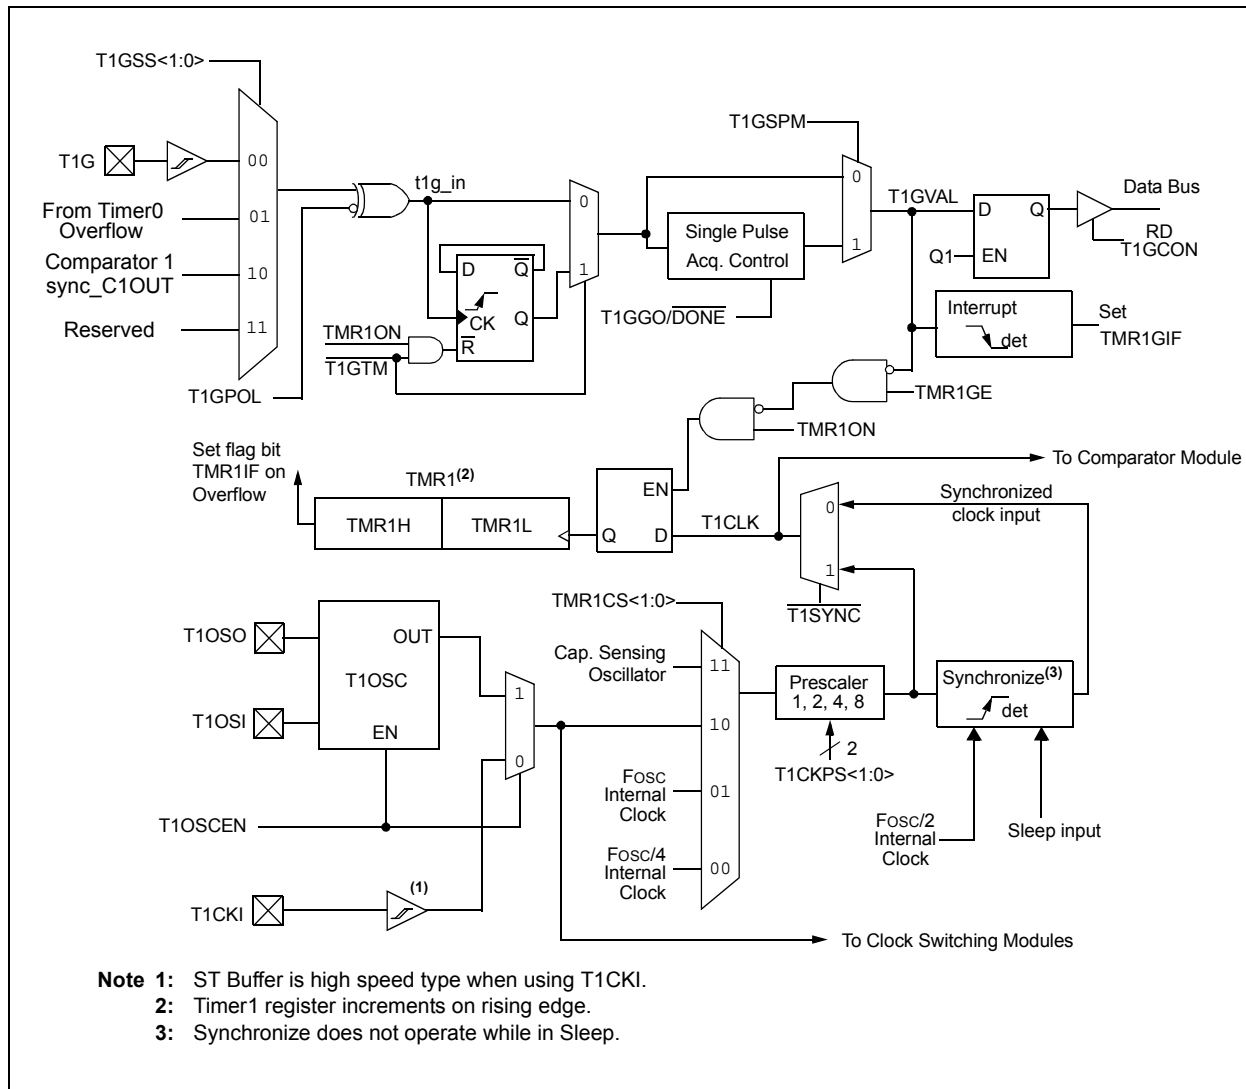 T1GSS<1:0>
T1G
00
From Timer0
Overflow
01
Comparator 1
sync_C1OUT
10
Reserved
11
T1GPOL
t1g_in
D
Q
CK
Q
R
TMR1ON
T1GTM
0
1
Single Pulse
Acq. Control
T1GGO/DONE
T1GSPM
0
1
T1GVAL
D
Q
Q1
EN
Data Bus
RD
T1GCON
Interrupt
det
Set
TMR1GIF
TMR1GE
TMR1ON
Set flag bit
TMR1IF on
Overflow
TMR1(2)
TMR1H
TMR1L
EN
Q
D
T1CLK
To Comparator Module
0
1
Synchronized
clock input
T1SYNC
T1OSO
T1OSI
OUT
T1OSC
EN
1
0
T1OSCEN
T1CKI
(1)
TMR1CS<1:0>
Cap. Sensing
Oscillator
11
10
FOSC
Internal
Clock
01
FOSC/4
Internal
Clock
00
Prescaler
1, 2, 4, 8
2
T1CKPS<1:0>
Synchronize(3)
det
FOSC/2
Internal
Clock
Sleep input
To Clock Switching Modules
Note 1: ST Buffer is high speed type when using T1CKI.
2: Timer1 register increments on rising edge.
3: Synchronize does not operate while in Sleep.